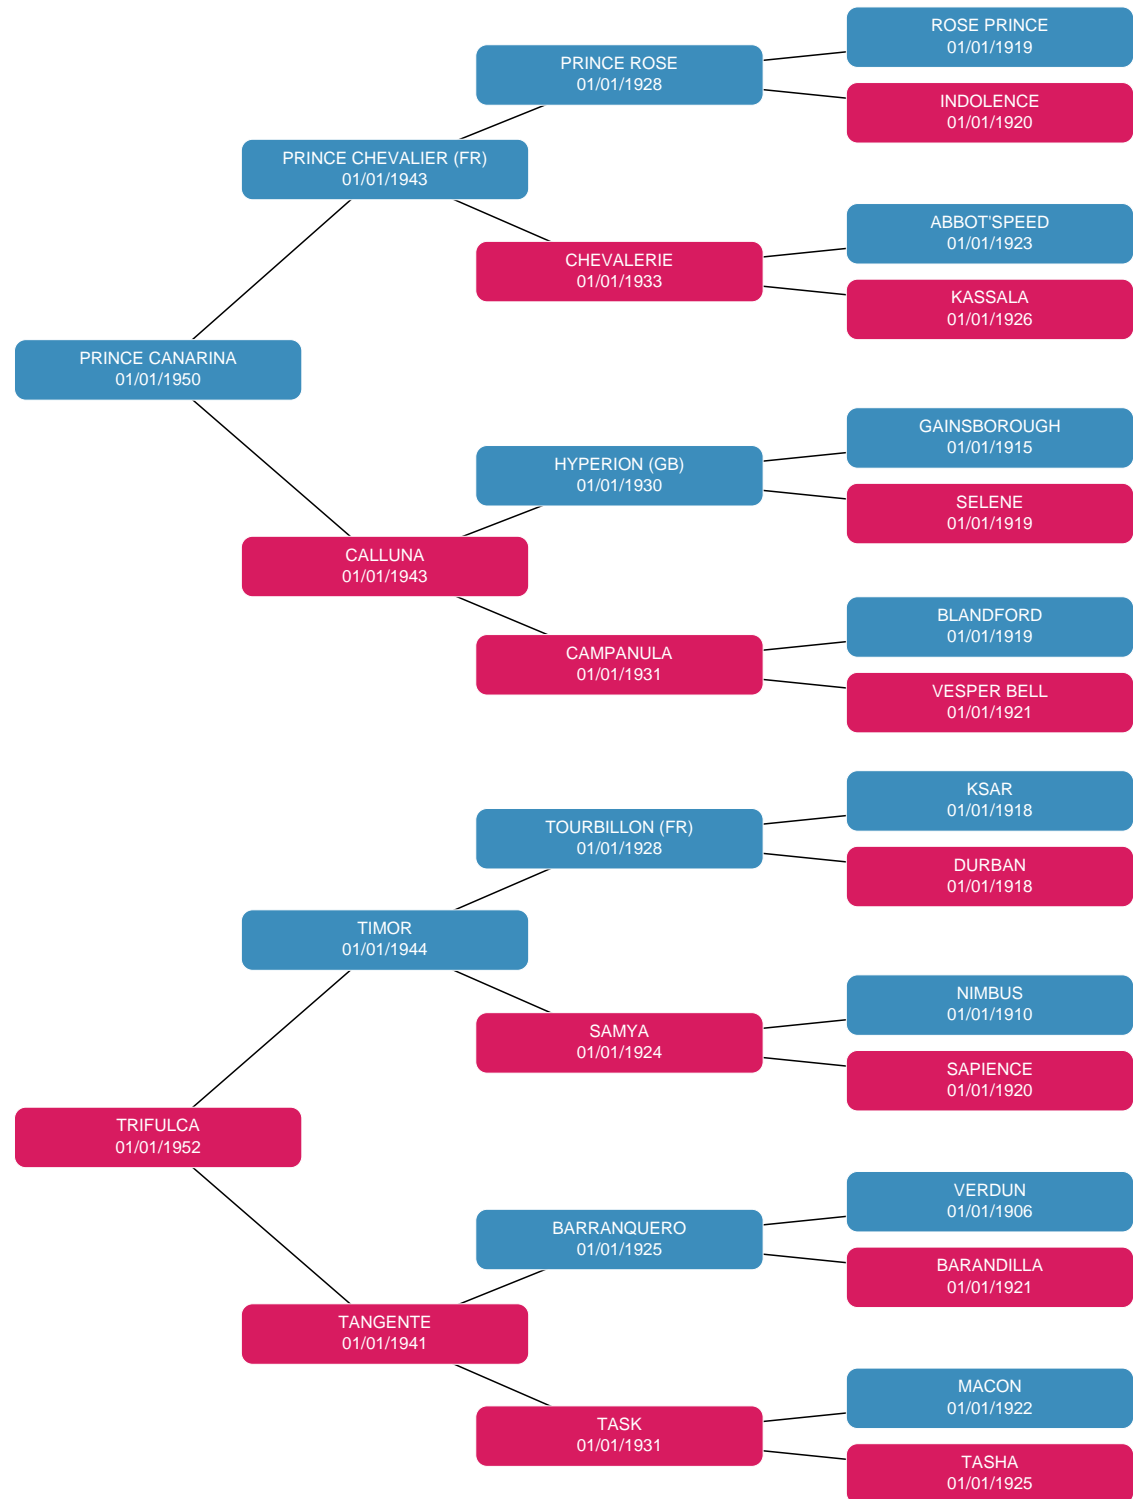 ROSE PRINCE
01/01/1919
PRINCE ROSE
01/01/1928
INDOLENCE
01/01/1920
PRINCE CHEVALIER (FR)
01/01/1943
ABBOT'SPEED
01/01/1923
CHEVALERIE
01/01/1933
KASSALA
01/01/1926
PRINCE CANARINA
01/01/1950
GAINSBOROUGH
01/01/1915
HYPERION (GB)
01/01/1930
SELENE
01/01/1919
CALLUNA
01/01/1943
BLANDFORD
01/01/1919
CAMPANULA
01/01/1931
VESPER BELL
01/01/1921
KSAR
01/01/1918
TOURBILLON (FR)
01/01/1928
DURBAN
01/01/1918
TIMOR
01/01/1944
NIMBUS
01/01/1910
SAMYA
01/01/1924
SAPIENCE
01/01/1920
TRIFULCA
01/01/1952
VERDUN
01/01/1906
BARRANQUERO
01/01/1925
BARANDILLA
01/01/1921
TANGENTE
01/01/1941
MACON
01/01/1922
TASK
01/01/1931
TASHA
01/01/1925